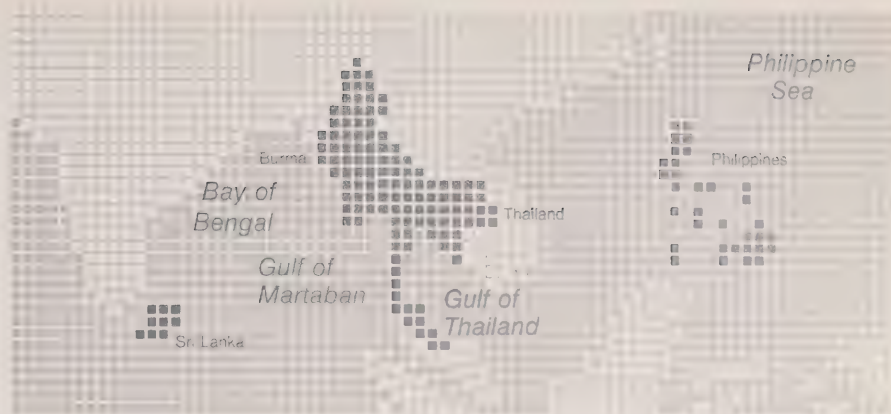 Philippine
Sea
Burma
Philippines
Bay of
Bengal
Thailand
Gulf of
Martaban
Gulf of
Thailand
Sri Lanka